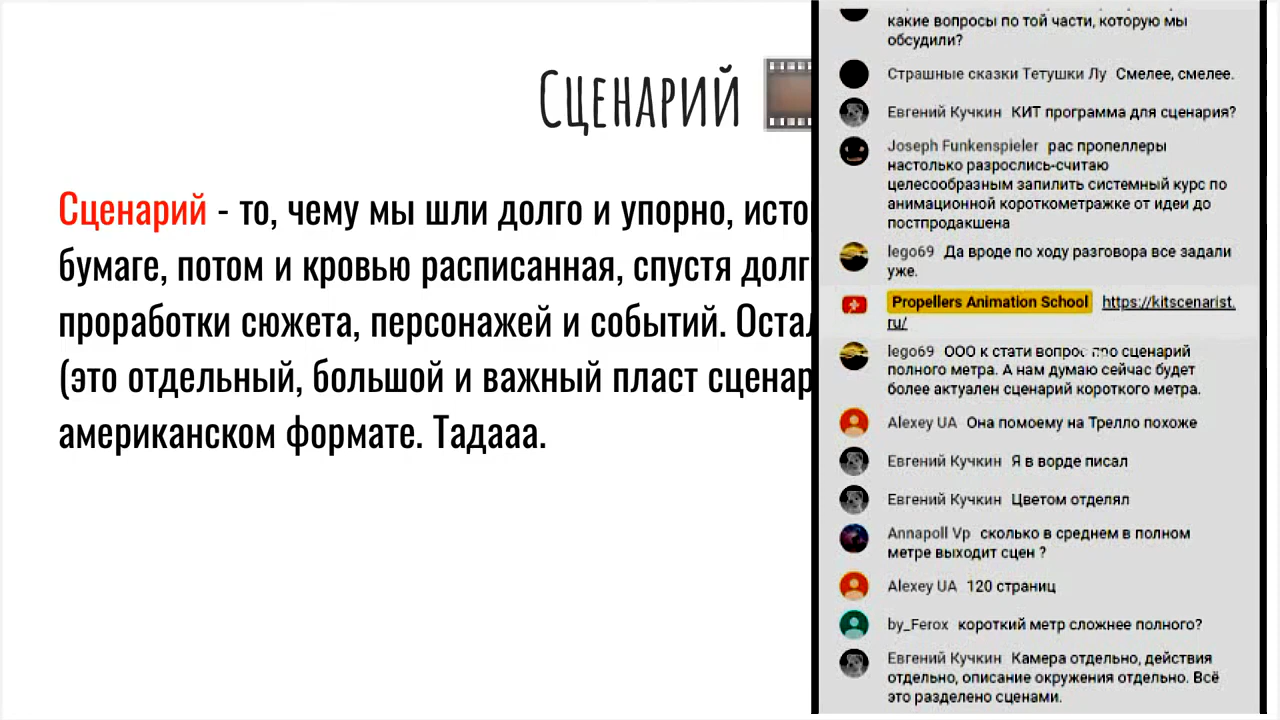 Сценарий
Сценарий - то, чему мы шли долго и упорно, исто
бумаге, потом и кровью расписанная, спустя долг
проработки сюжета, персонажей и событий. Остал
(это отдельный, большой и важный пласт сценар
американском формате. Тадааа.
какие вопросы по той части, которую мы
обсудили?
Страшные сказки Тетушки Лу Смелее, смелее.
Евгений Кучкин КИТ программа для сценария?
Joseph Funkenspieler рас пропеллеры
настолько разрослись-считаю
целесообразным запилить системный курс по
анимационной короткометражке от идеи до
постпродакшена
lego69 Да вроде по ходу разговора все задали
уже.
Propellers Animation School https://kitscenarist.
ru/
lego69 ООО к стати вопрос про сценарий
полного метра. А нам думаю сейчас будет
более актуален сценарий короткого метра.
Alexey UA Она помоему на Трелло похоже
Евгений Кучкин Я в ворде писал
Евгений Кучкин Цветом отделял
Annapoll Vp сколько в среднем в полном
метре выходит сцен ?
Alexey UA 120 страниц
by_Ferox короткий метр сложнее полного?
Евгений Кучкин Камера отдельно, действия
отдельно, описание окружения отдельно. Всё
это разделено сценами.